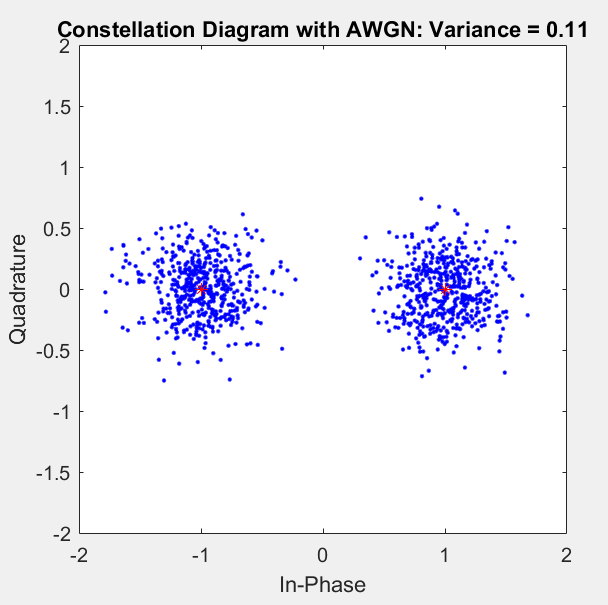 Constellation Diagram with AWGN: Variance = 0.11
2
1.5
1
0.5
0
-0.5
-1
-1.5
-2
-2 -1 0 1 2
In-Phase
Quadrature